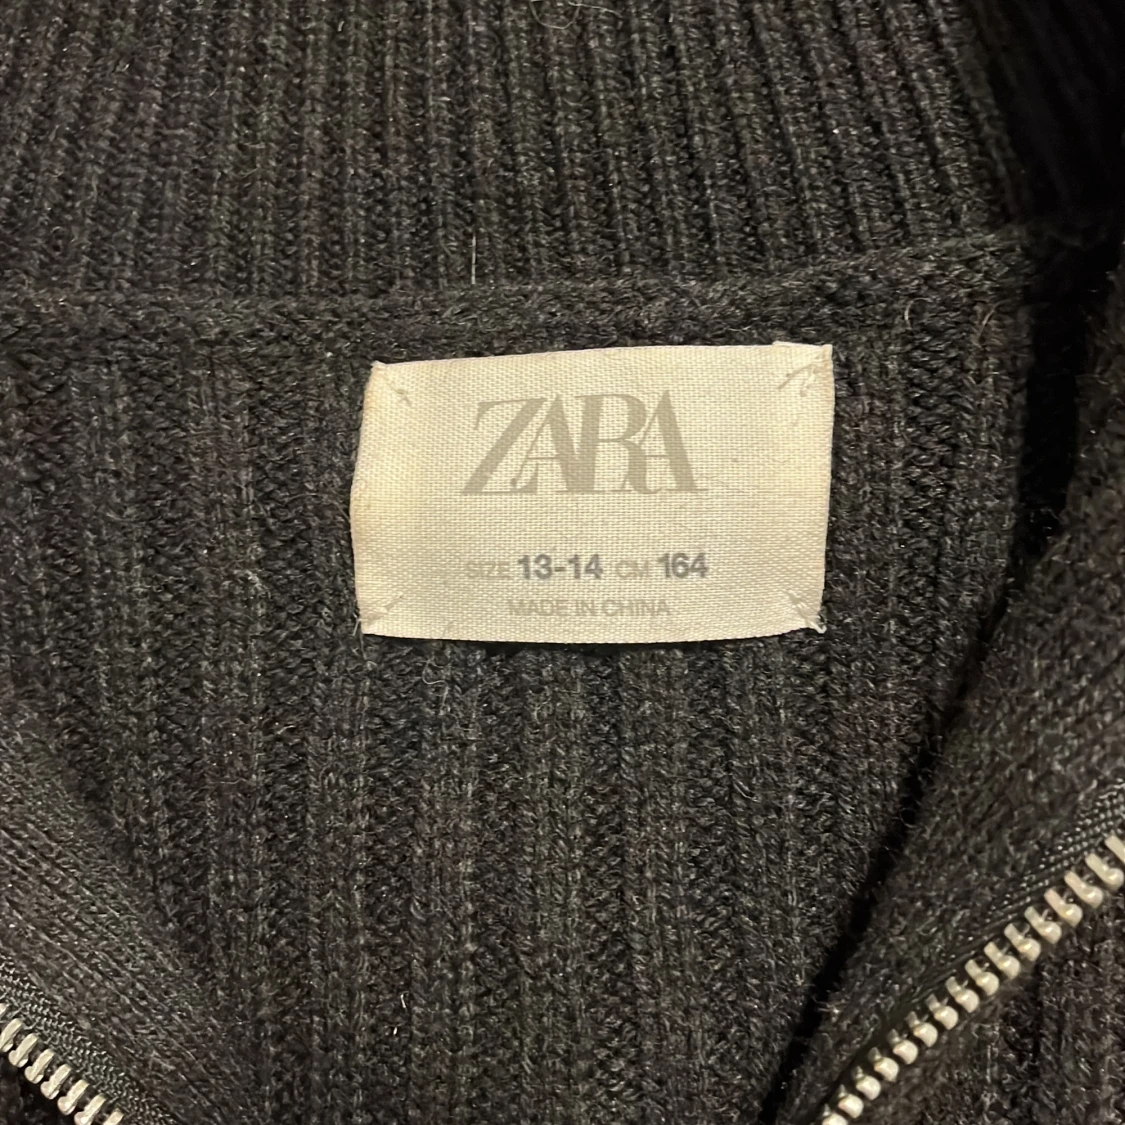 ZARA
SIZE 13-14 CM 164
MADE IN CHINA